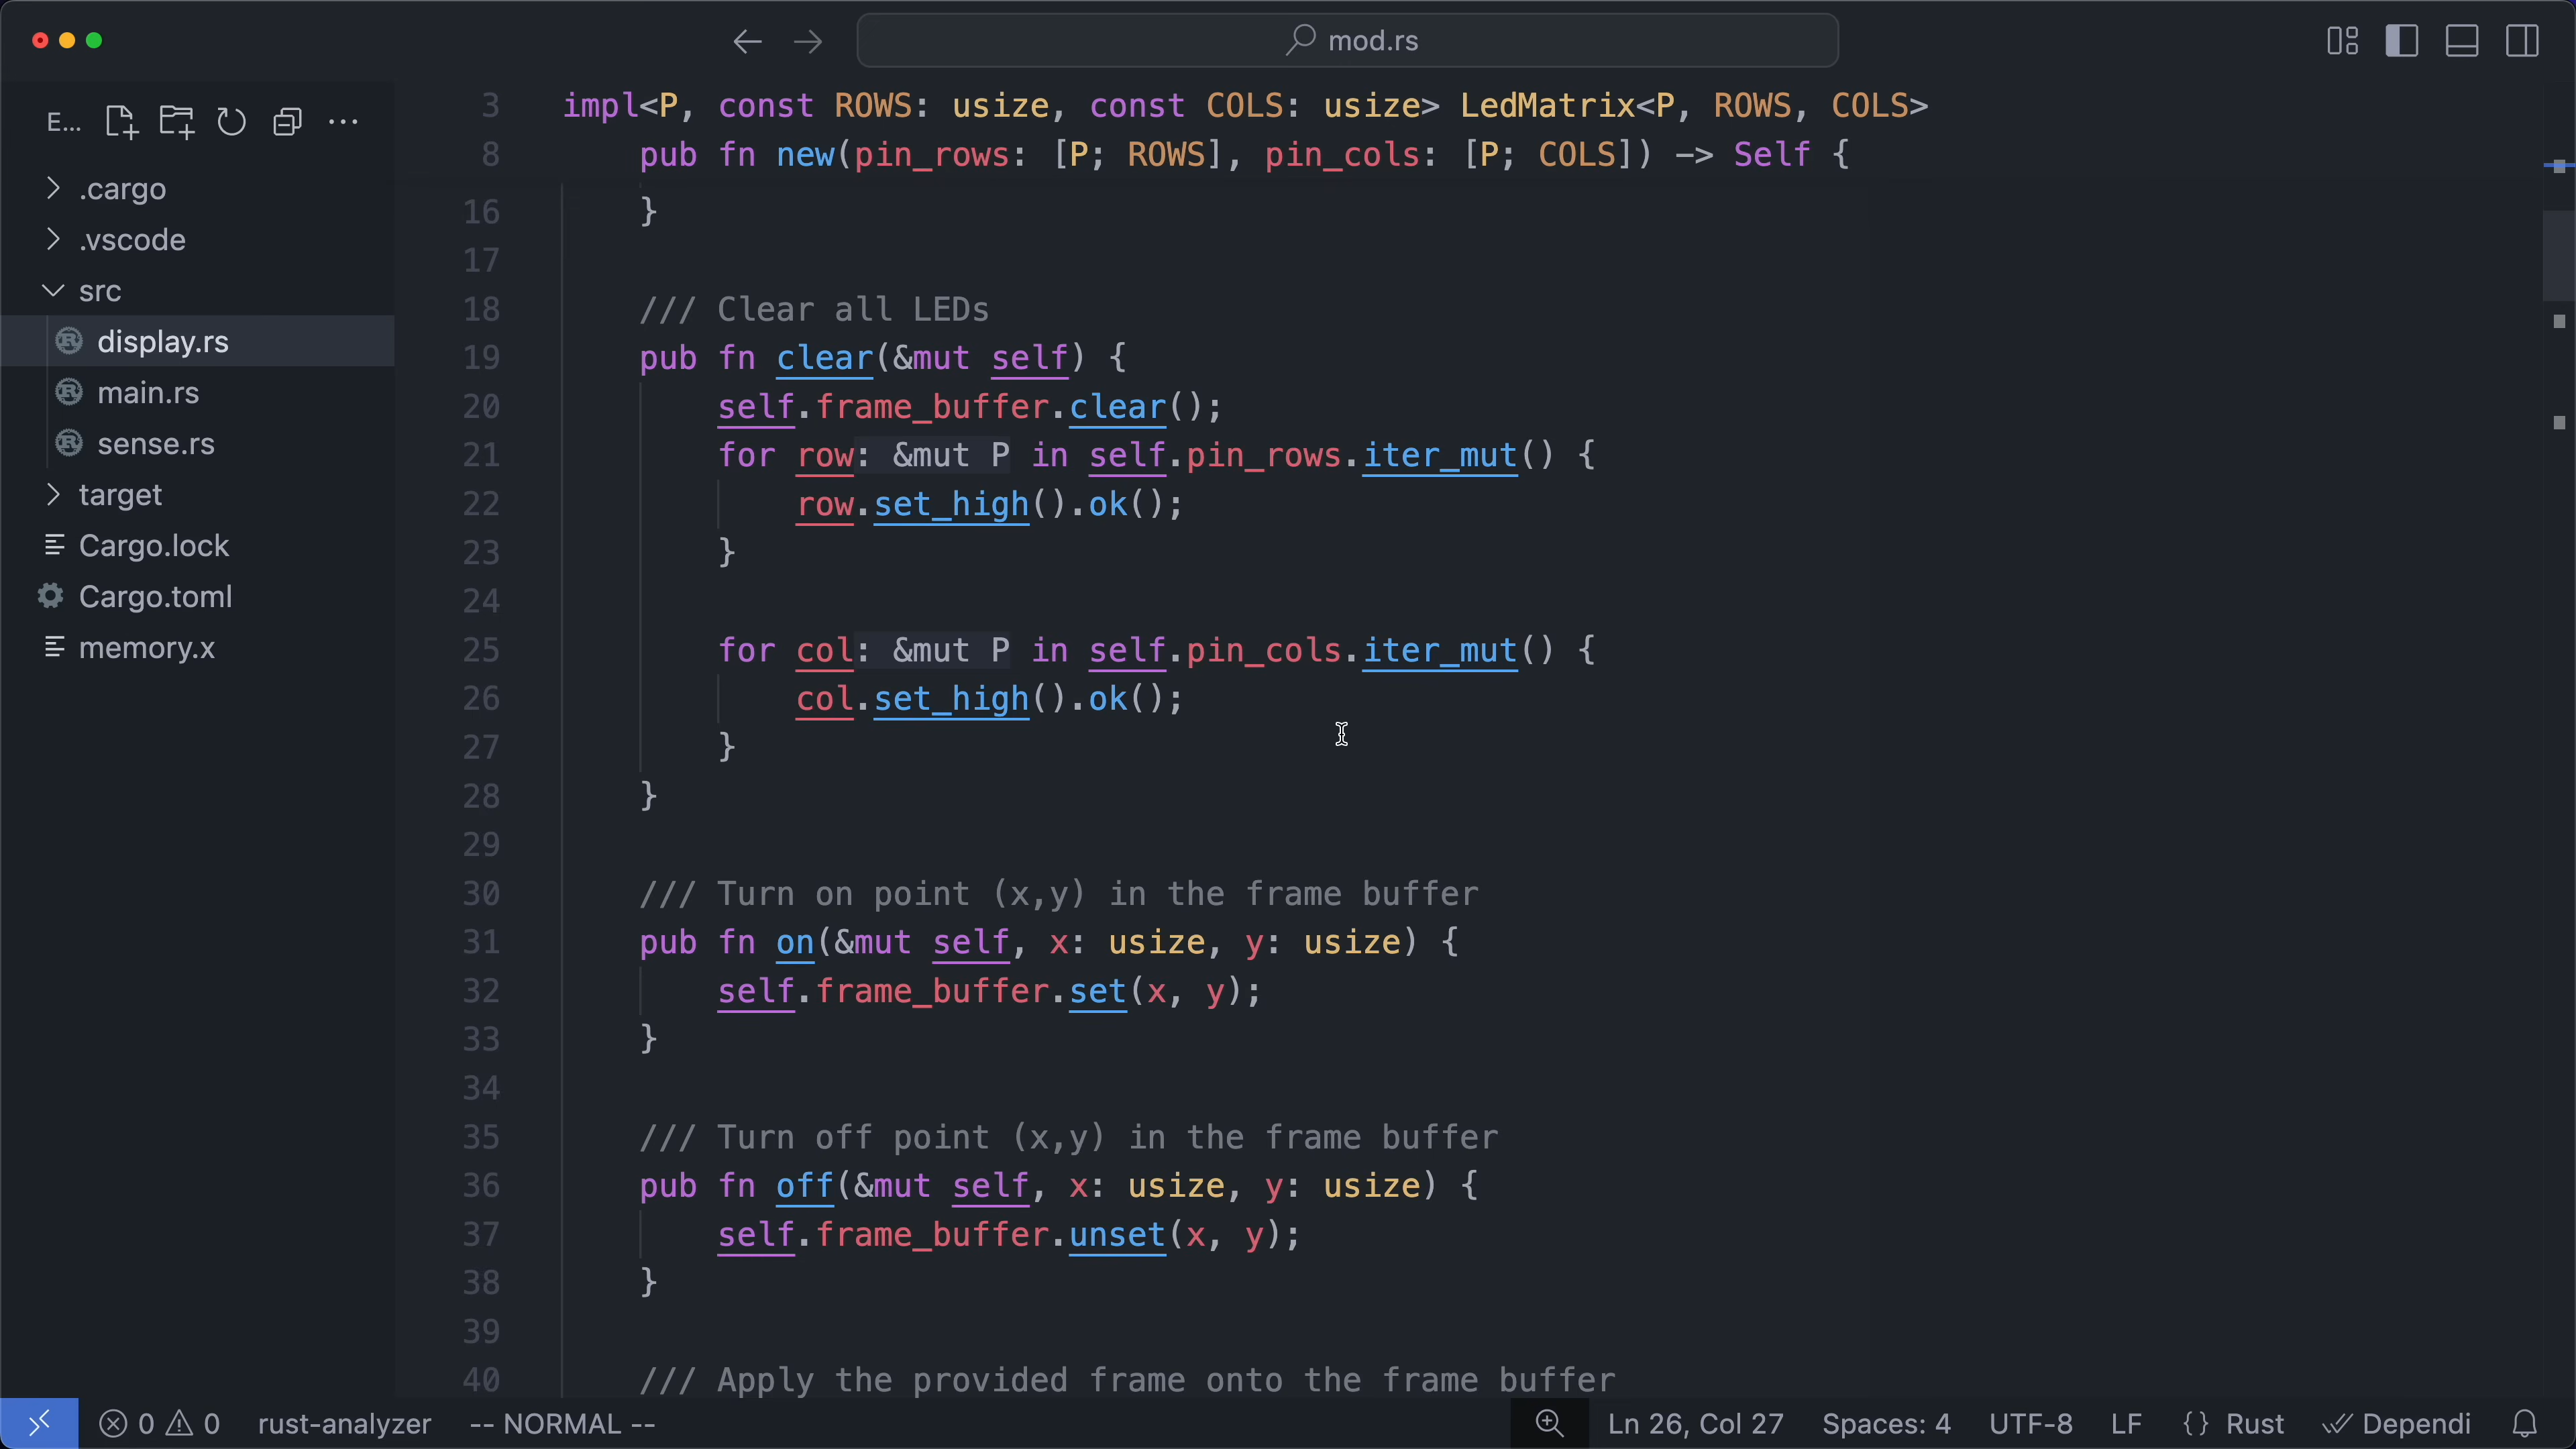 mod.rs
E...
.cargo
.vscode
src
display.rs
main.rs
sense.rs
target
Cargo.lock
Cargo.toml
memory.x
3 impl<P, const ROWS: usize, const COLS: usize> LedMatrix<P, ROWS, COLS>
8 pub fn new(pin_rows: [P; ROWS], pin_cols: [P; COLS]) -> Self {
16 }
17
18 /// Clear all LEDs
19 pub fn clear(&mut self) {
20 self.frame_buffer.clear();
21 for row: &mut P in self.pin_rows.iter_mut() {
22 row.set_high().ok();
23 }
24
25 for col: &mut P in self.pin_cols.iter_mut() {
26 col.set_high().ok();
27 }
28 }
29
30 /// Turn on point (x,y) in the frame buffer
31 pub fn on(&mut self, x: usize, y: usize) {
32 self.frame_buffer.set(x, y);
33 }
34
35 /// Turn off point (x,y) in the frame buffer
36 pub fn off(&mut self, x: usize, y: usize) {
37 self.frame_buffer.unset(x, y);
38 }
39
40 /// Apply the provided frame onto the frame buffer
0 0 rust-analyzer -- NORMAL -- Ln 26, Col 27 Spaces: 4 UTF-8 LF {} Rust Dependi